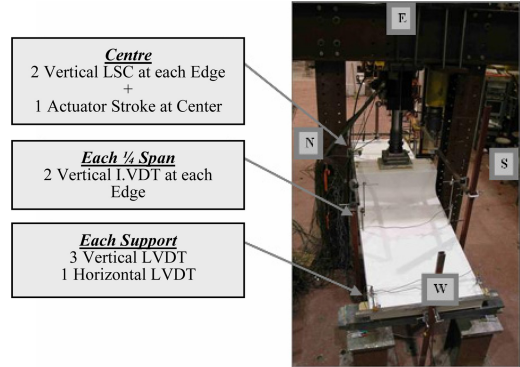 Centre
2 Vertical LSC at each Edge
+
1 Actuator Stroke at Center
Each ¼ Span
2 Vertical I.VDT at each
Edge
Each Support
3 Vertical LVDT
1 Horizontal LVDT
E
N
S
W